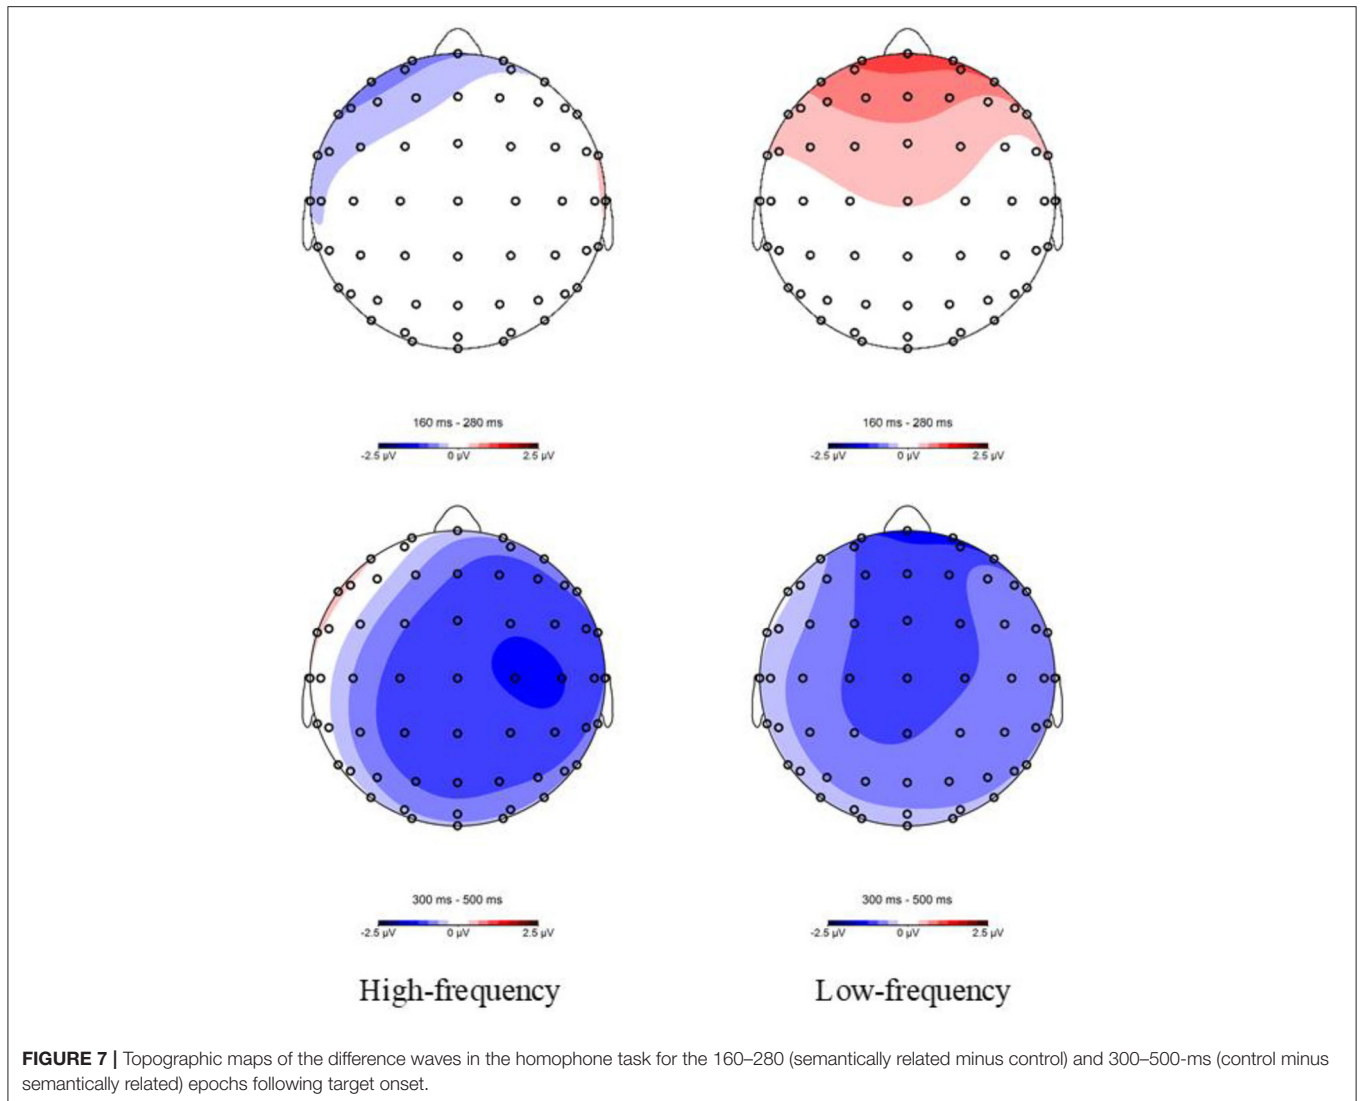 160 ms - 280 ms
-2.5 µV 0 µV 2.5 µV
160 ms - 280 ms
-2.5 µV 0 µV 2.5 µV
300 ms - 500 ms
-2.5 µV 0 µV 2.5 µV
300 ms - 500 ms
-2.5 µV 0 µV 2.5 µV
High-frequency
Low-frequency
FIGURE 7 | Topographic maps of the difference waves in the homophone task for the 160–280 (semantically related minus control) and 300–500-ms (control minus
semantically related) epochs following target onset.